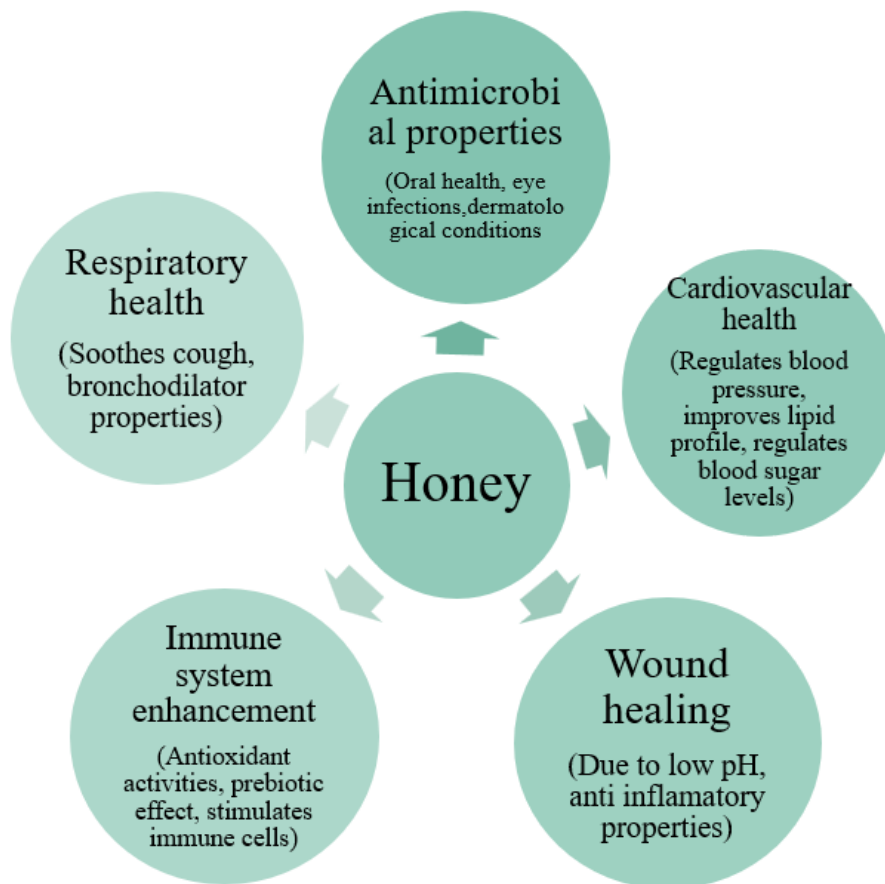 Antimicrobi
al properties
(Oral health, eye
infections,dermatolo
gical conditions
Respiratory
health
(Soothes cough,
bronchodilator
properties)
Cardiovascular
health
(Regulates blood
pressure,
improves lipid
profile, regulates
blood sugar
levels)
Honey
Immune
system
enhancement
(Antioxidant
activities, prebiotic
effect, stimulates
immune cells)
Wound
healing
(Due to low pH,
anti inflamatory
properties)